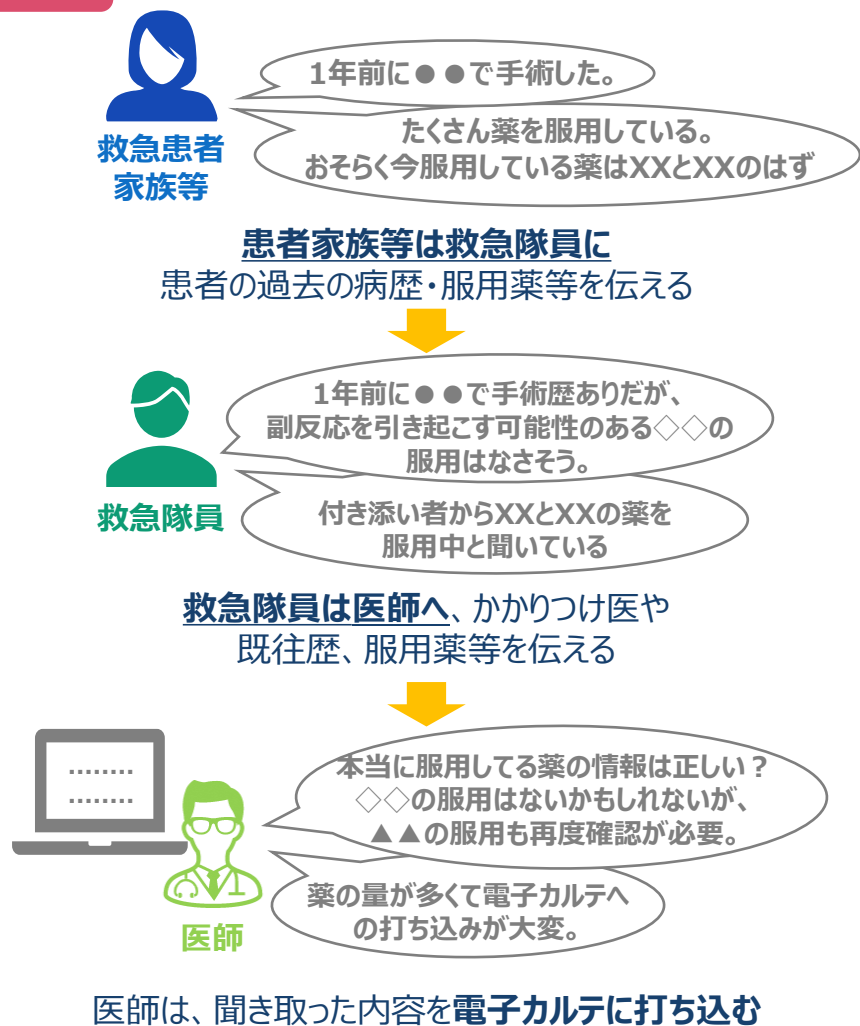 1年前に●●で手術した。
たくさん薬を服用している。
おそらく今服用している薬はXXとXXのはず
救急患者
家族等
患者家族等は救急隊員に
患者の過去の病歴・服用薬等を伝える
1年前に●●で手術歴ありだが、
副反応を引き起こす可能性のある◇◇の
服用はなさそう。
付き添い者からXXとXXの薬を
服用中と聞いている
救急隊員
救急隊員は医師へ、かかりつけ医や
既往歴、服用薬等を伝える
本当に服用してる薬の情報は正しい？
◇◇の服用はないかもしれないが、
▲▲の服用も再度確認が必要。
薬の量が多くて電子カルテへ
の打ち込みが大変。
医師
医師は、聞き取った内容を電子カルテに打ち込む